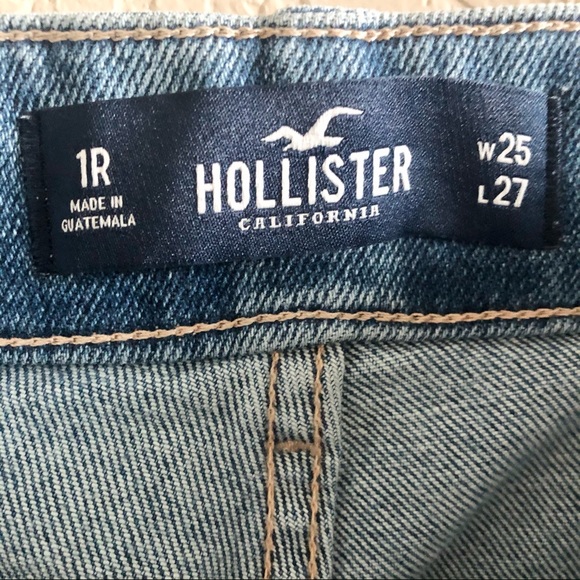 1R
MADE IN
GUATEMALA
HOLLISTER
CALIFORNIA
W25
L27